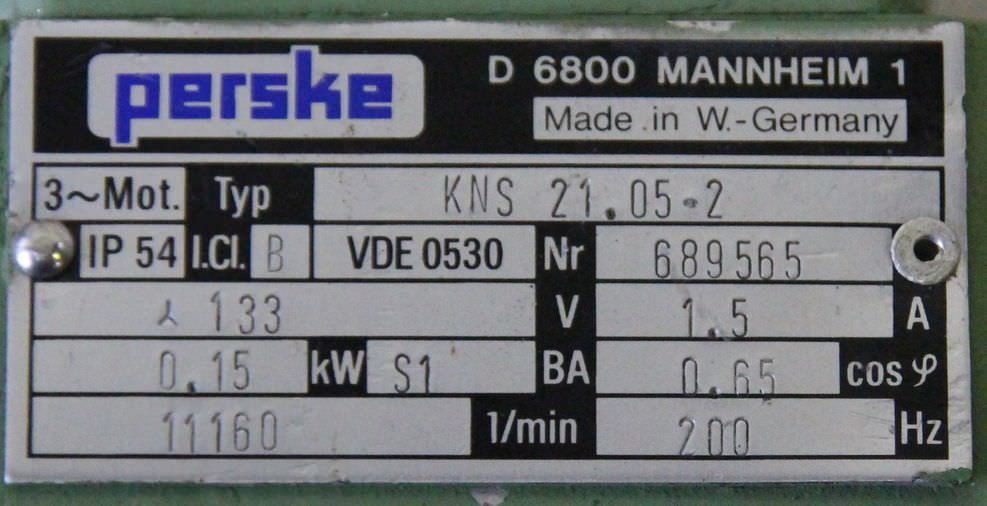 perske
D 6800 MANNHEIM 1
Made in W.-Germany
3~Mot. Typ KNS 21.05-2
IP 54 I.Cl. B VDE 0530 Nr 689565
⅄ 133 V 1.5 A
0.15 kW S1 BA 0.65 cos φ
11160 1/min 200 Hz